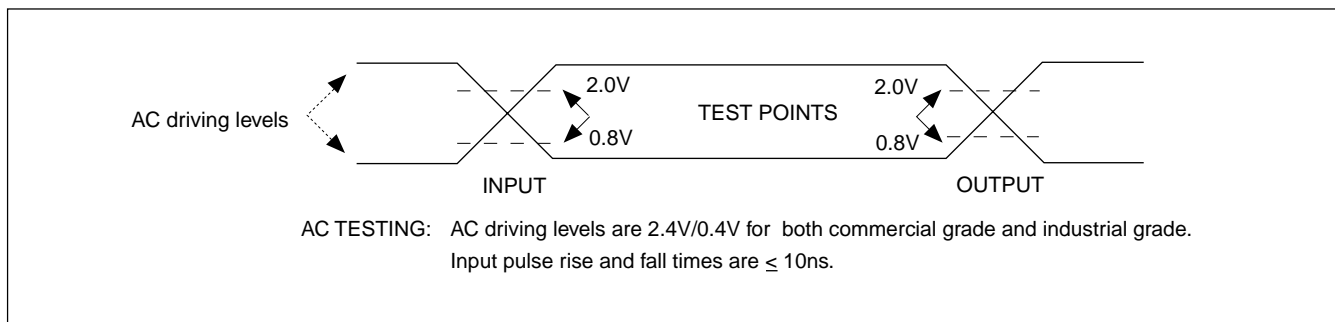 2.0V
2.0V
AC driving levels
TEST POINTS
0.8V
0.8V
INPUT
OUTPUT
AC TESTING: AC driving levels are 2.4V/0.4V for both commercial grade and industrial grade.
Input pulse rise and fall times are ≤ 10ns.